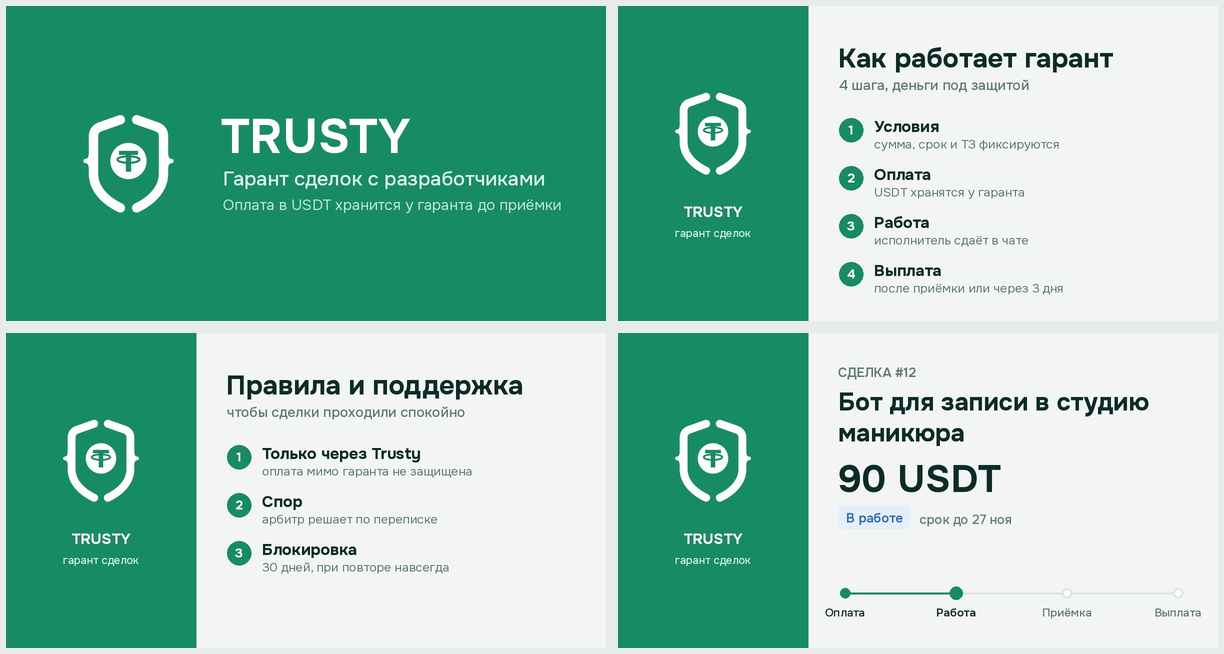 TRUSTY
Гарант сделок с разработчиками
Оплата в USDT хранится у гаранта до приёмки
TRUSTY
гарант сделок
Как работает гарант
4 шага, деньги под защитой
1 Условия
сумма, срок и ТЗ фиксируются
2 Оплата
USDT хранятся у гаранта
3 Работа
исполнитель сдаёт в чате
4 Выплата
после приёмки или через 3 дня
TRUSTY
гарант сделок
Правила и поддержка
чтобы сделки проходили спокойно
1 Только через Trusty
оплата мимо гаранта не защищена
2 Спор
арбитр решает по переписке
3 Блокировка
30 дней, при повторе навсегда
TRUSTY
гарант сделок
СДЕЛКА #12
Бот для записи в студию
маникюра
90 USDT
В работе срок до 27 ноя
Оплата Работа Приёмка Выплата